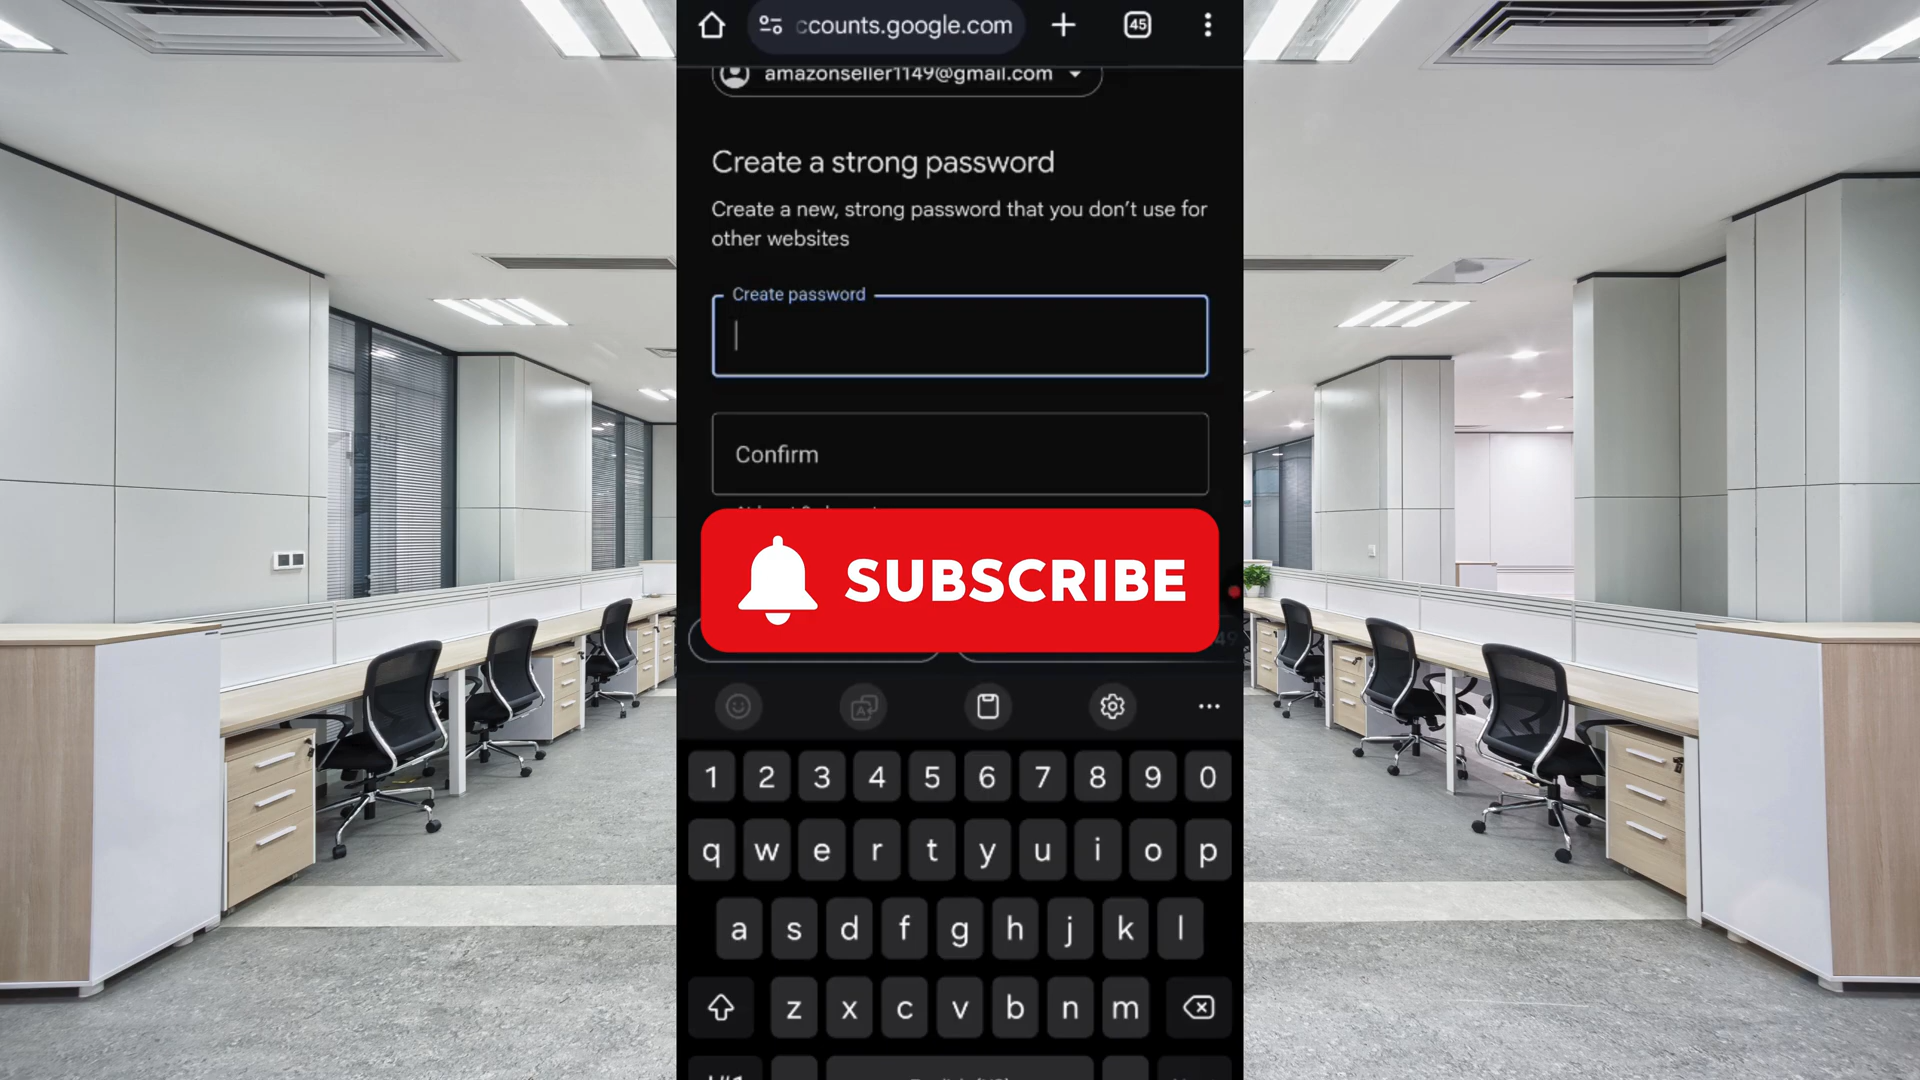 ccounts.google.com
45
amazonseller1149@gmail.com
Create a strong password
Create a new, strong password that you don't use for
other websites
Create password
Confirm
SUBSCRIBE
1 2 3 4 5 6 7 8 9 0
q w e r t y u i o p
a s d f g h j k l
z x c v b n m